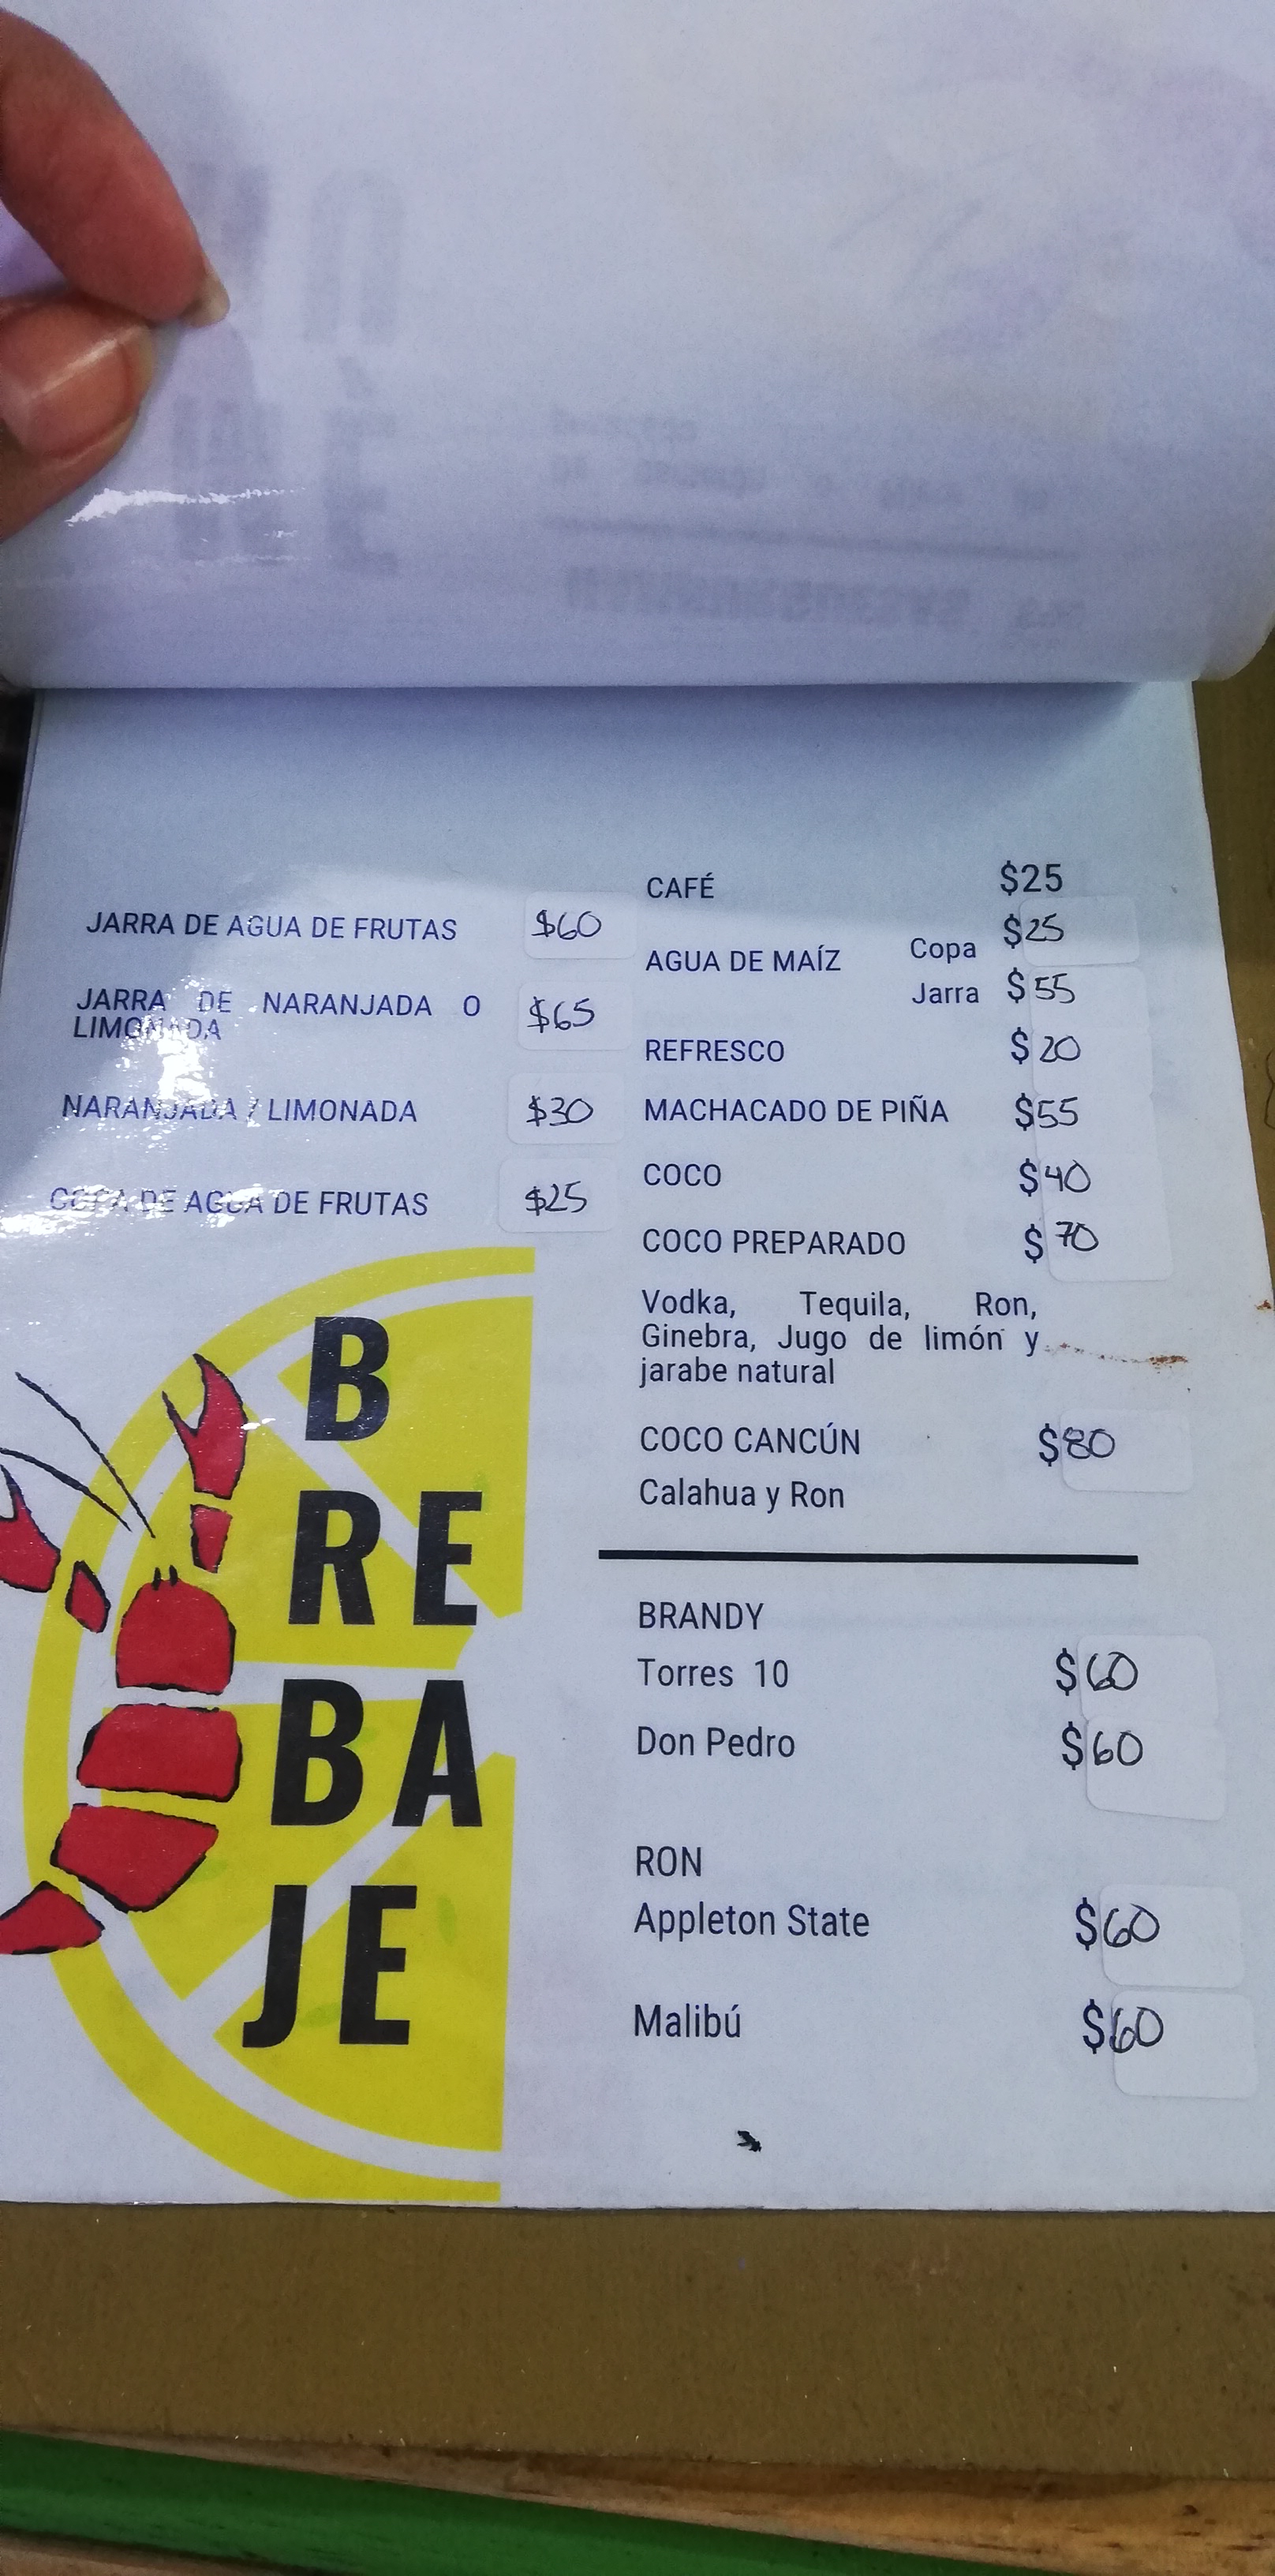 JARRA DE AGUA DE FRUTAS $60
JARRA DE NARANJADA O
LIMONADA $65
NARANJADA / LIMONADA $30
COPA DE AGUA DE FRUTAS $25
B
RE
BA
JE
CAFÉ $25
AGUA DE MAÍZ Copa $25
Jarra $55
REFRESCO $20
MACHACADO DE PIÑA $55
COCO $40
COCO PREPARADO $70
Vodka, Tequila, Ron,
Ginebra, Jugo de limón y
jarabe natural
COCO CANCÚN $80
Calahua y Ron
BRANDY
Torres 10 $60
Don Pedro $60
RON
Appleton State $60
Malibú $60